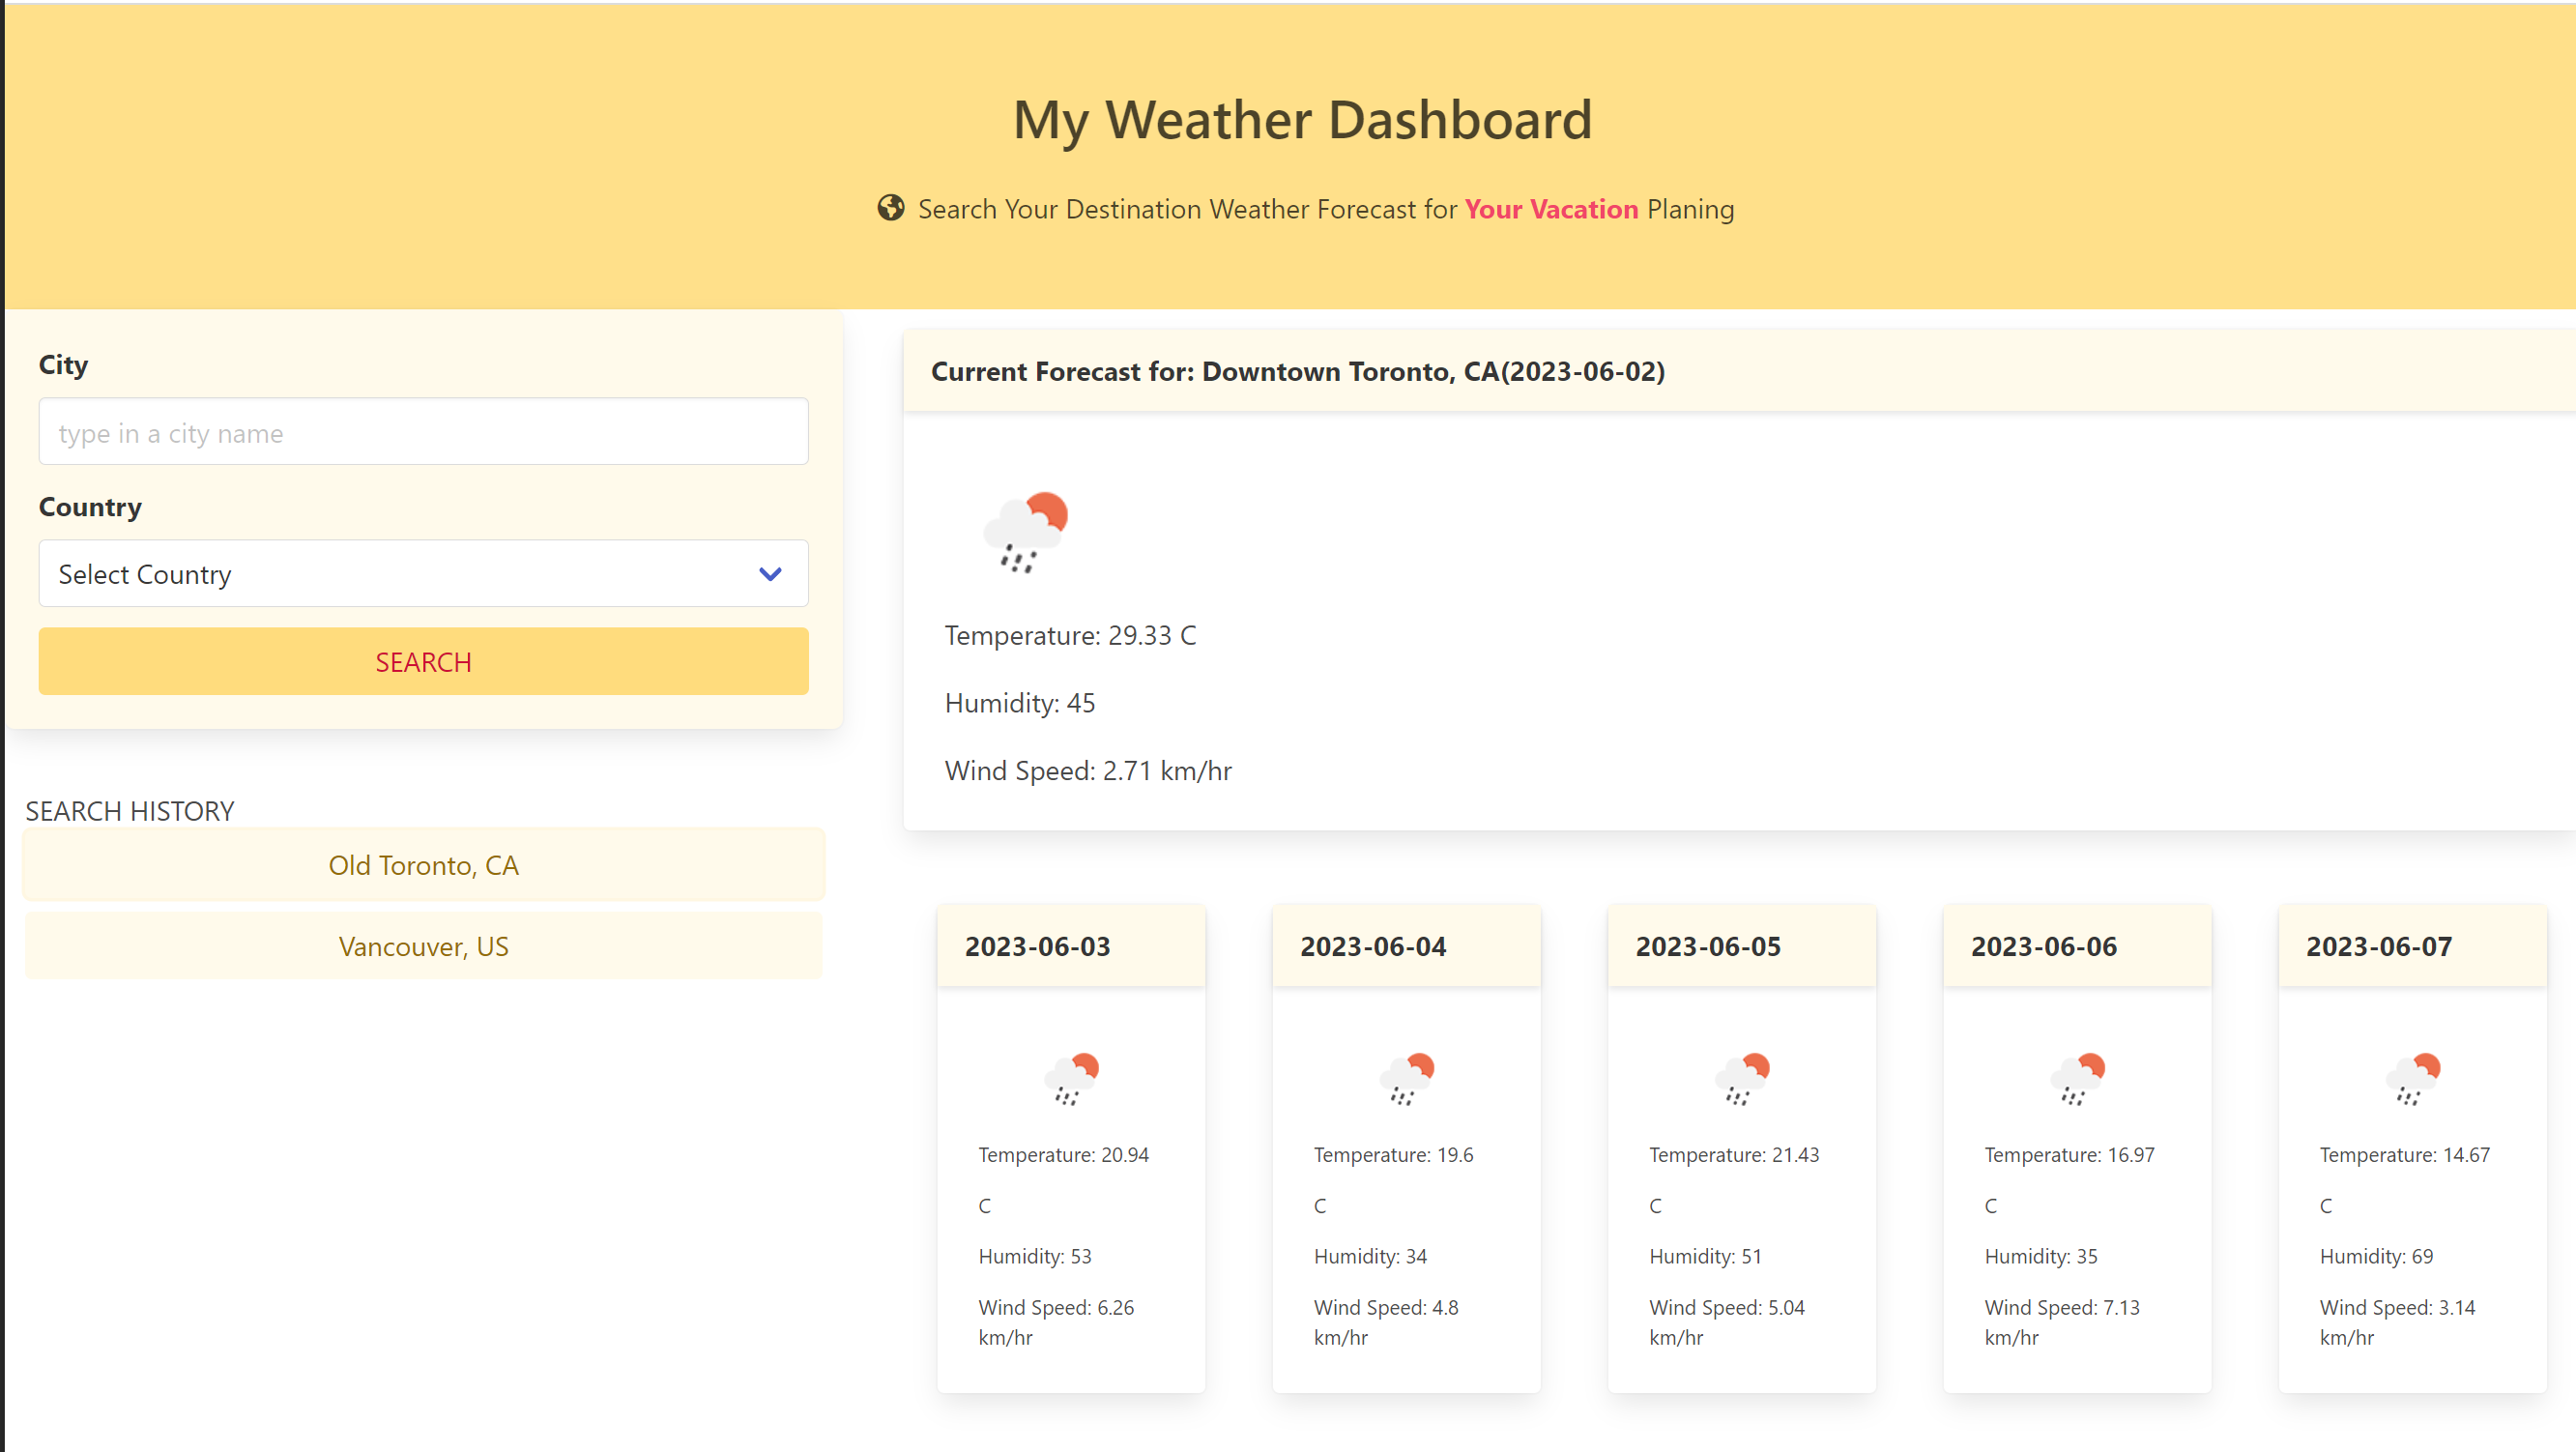 My Weather Dashboard
Search Your Destination Weather Forecast for Your Vacation Planing
City
type in a city name
Country
Select Country
SEARCH
SEARCH HISTORY
Old Toronto, CA
Vancouver, US
Current Forecast for: Downtown Toronto, CA(2023-06-02)
Temperature: 29.33 C
Humidity: 45
Wind Speed: 2.71 km/hr
2023-06-03
Temperature: 20.94
C
Humidity: 53
Wind Speed: 6.26
km/hr
2023-06-04
Temperature: 19.6
C
Humidity: 34
Wind Speed: 4.8
km/hr
2023-06-05
Temperature: 21.43
C
Humidity: 51
Wind Speed: 5.04
km/hr
2023-06-06
Temperature: 16.97
C
Humidity: 35
Wind Speed: 7.13
km/hr
2023-06-07
Temperature: 14.67
C
Humidity: 69
Wind Speed: 3.14
km/hr